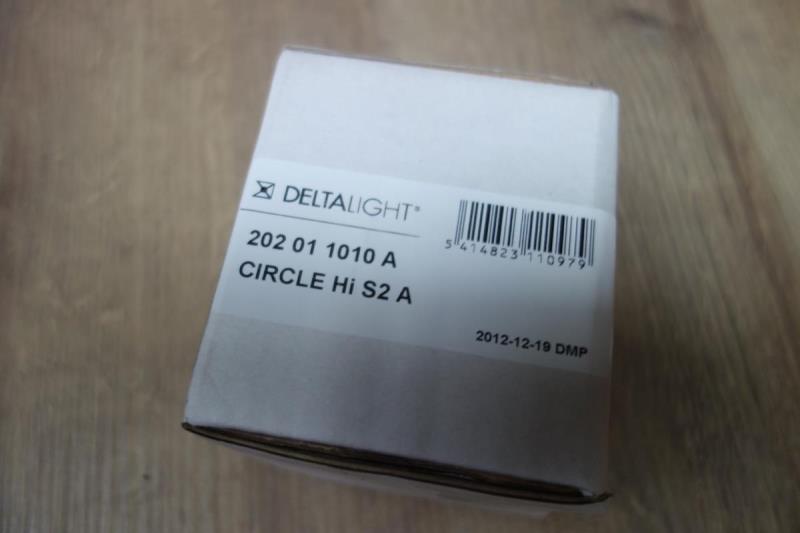 DELTALIGHT®
202 01 1010 A
CIRCLE Hi S2 A
5 414823 110979
2012-12-19 DMP